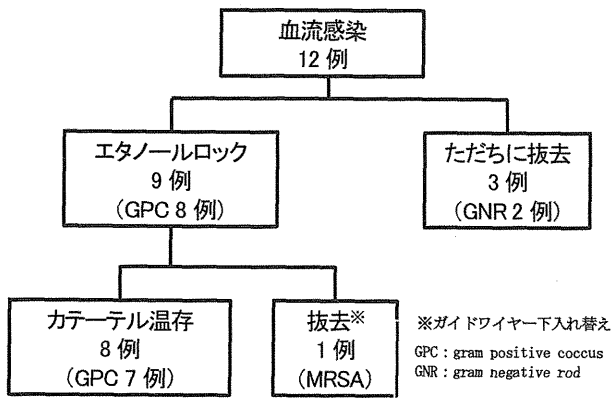 血流感染
12 例
エタノールロック
9 例
(GPC 8 例)
ただちに抜去
3 例
(GNR 2 例)
カテーテル温存
8 例
(GPC 7 例)
抜去※
1 例
(MRSA)
※ガイドワイヤー下入れ替え
GPC : gram positive coccus
GNR : gram negative rod